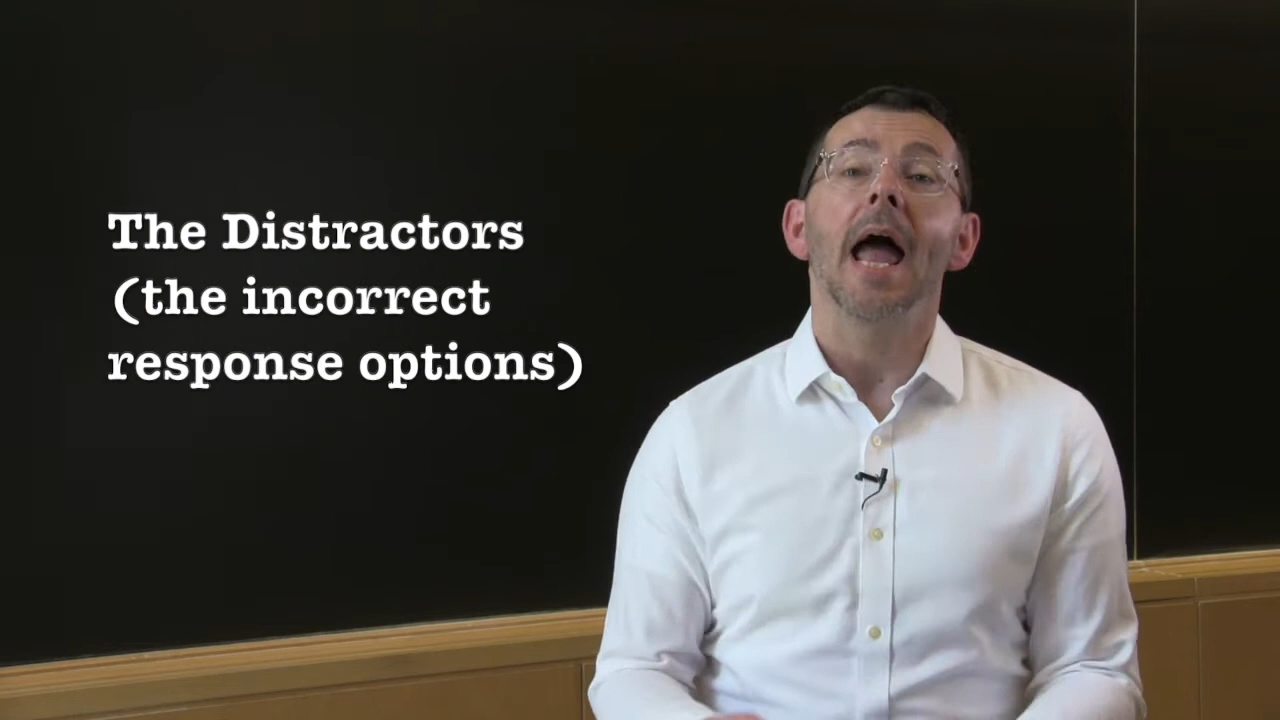 The Distractors
(the incorrect
response options)